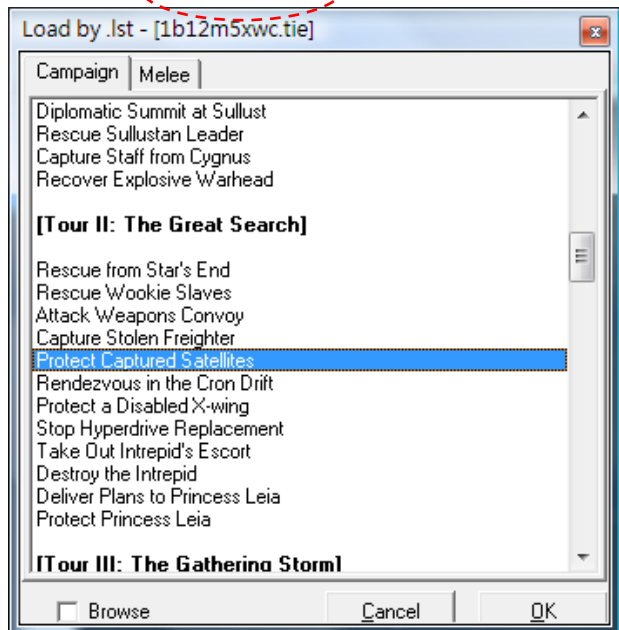 Load by .lst - [1b12m5xwc.tie]
Campaign
Melee
Diplomatic Summit at Sullust
Rescue Sullustan Leader
Capture Staff from Cygnus
Recover Explosive Warhead
[Tour II: The Great Search]
Rescue from Star's End
Rescue Wookie Slaves
Attack Weapons Convoy
Capture Stolen Freighter
Protect Captured Satellites
Rendezvous in the Cron Drift
Protect a Disabled X-wing
Stop Hyperdrive Replacement
Take Out Intrepid's Escort
Destroy the Intrepid
Deliver Plans to Princess Leia
Protect Princess Leia
[Tour III: The Gathering Storm]
Browse
Cancel
OK